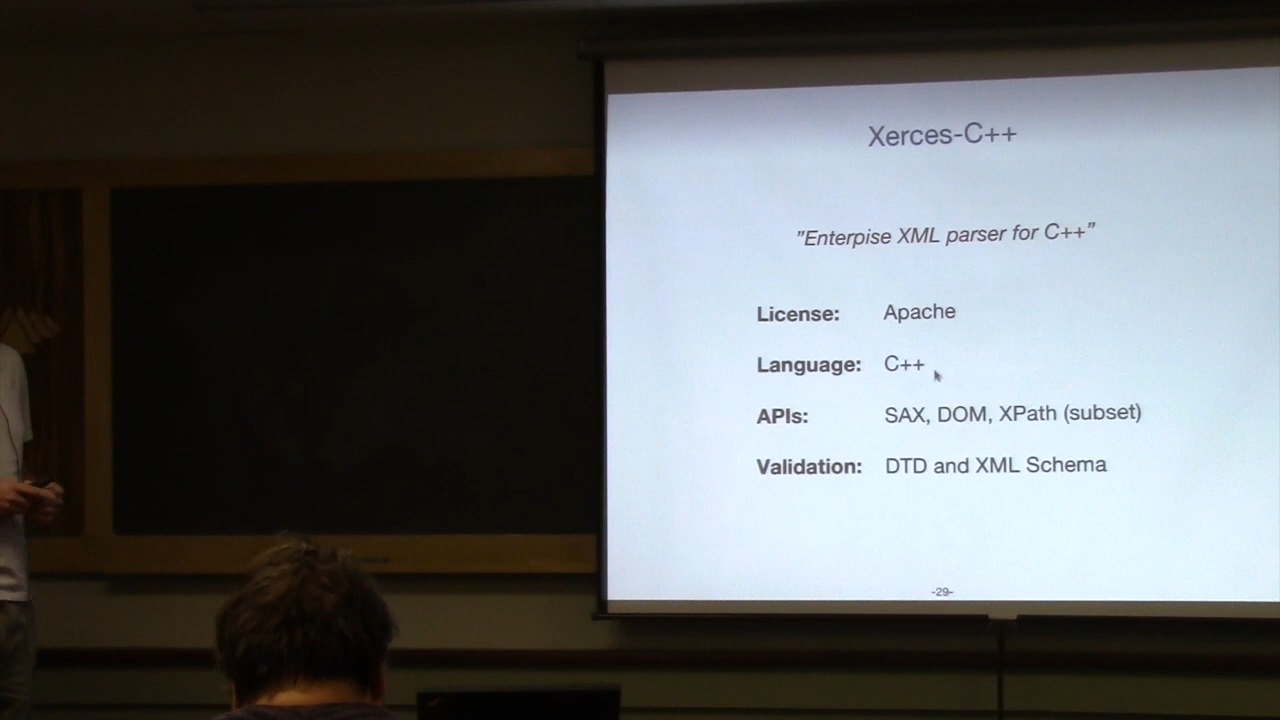 Xerces-C++
"Enterpise XML parser for C++"
License: Apache
Language: C++
APIs: SAX, DOM, XPath (subset)
Validation: DTD and XML Schema
-29-